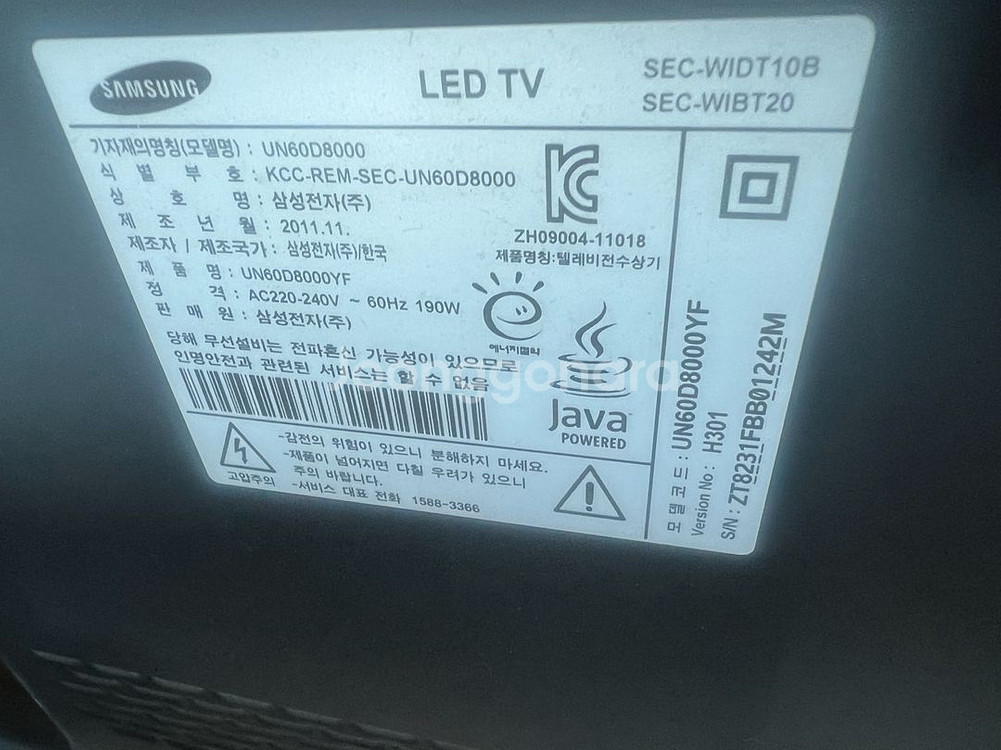 SAMSUNG
LED TV
SEC-WIDT10B
SEC-WIBT20
기자재의명칭(모델명) : UN60D8000
식 별 부 호 : KCC-REM-SEC-UN60D8000
상 호 명 : 삼성전자(주)
제 조 년 월 : 2011.11.
제조자 / 제조국가 : 삼성전자(주)/한국
제 품 명 : UN60D8000YF
정 격 : AC220-240V ~ 60Hz 190W
판 매 원 : 삼성전자(주)
당해 무선설비는 전파혼신 가능성이 있으므로
인명안전과 관련된 서비스는 할 수 없음
ZH09004-11018
제품명칭:텔레비전수상기
에너지절약
Java
POWERED
고압주의
-감전의 위험이 있으니 분해하지 마세요.
-제품이 넘어지면 다칠 우려가 있으니
주의 바랍니다.
-서비스 대표 전화 1588-3366
모 델 코 드 : UN60D8000YF
Version No : H301
S/N : ZT8231FBB01242M
joonggonara